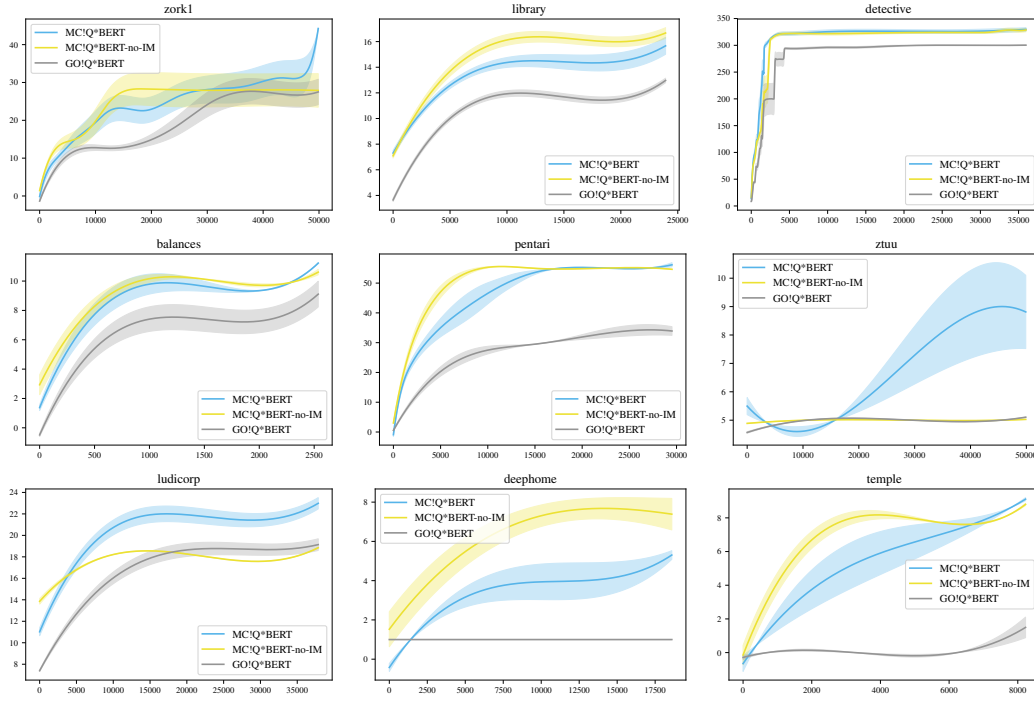 zork1
40
30
20
10
0
0 10000 20000 30000 40000 50000
MC!Q*BERT
MC!Q*BERT-no-IM
GO!Q*BERT
library
16
14
12
10
8
6
4
0 5000 10000 15000 20000 25000
MC!Q*BERT
MC!Q*BERT-no-IM
GO!Q*BERT
detective
350
300
250
200
150
100
50
0
0 5000 10000 15000 20000 25000 30000 35000
MC!Q*BERT
MC!Q*BERT-no-IM
GO!Q*BERT
balances
10
8
6
4
2
0
0 500 1000 1500 2000 2500
MC!Q*BERT
MC!Q*BERT-no-IM
GO!Q*BERT
pentari
50
40
30
20
10
0
0 5000 10000 15000 20000 25000 30000
MC!Q*BERT
MC!Q*BERT-no-IM
GO!Q*BERT
ztuu
10
9
8
7
6
5
0 10000 20000 30000 40000 50000
MC!Q*BERT
MC!Q*BERT-no-IM
GO!Q*BERT
ludicorp
24
22
20
18
16
14
12
10
8
0 5000 10000 15000 20000 25000 30000 35000
MC!Q*BERT
MC!Q*BERT-no-IM
GO!Q*BERT
deephome
8
6
4
2
0
0 2500 5000 7500 10000 12500 15000 17500
MC!Q*BERT
MC!Q*BERT-no-IM
GO!Q*BERT
temple
8
6
4
2
0
0 2000 4000 6000 8000
MC!Q*BERT
MC!Q*BERT-no-IM
GO!Q*BERT